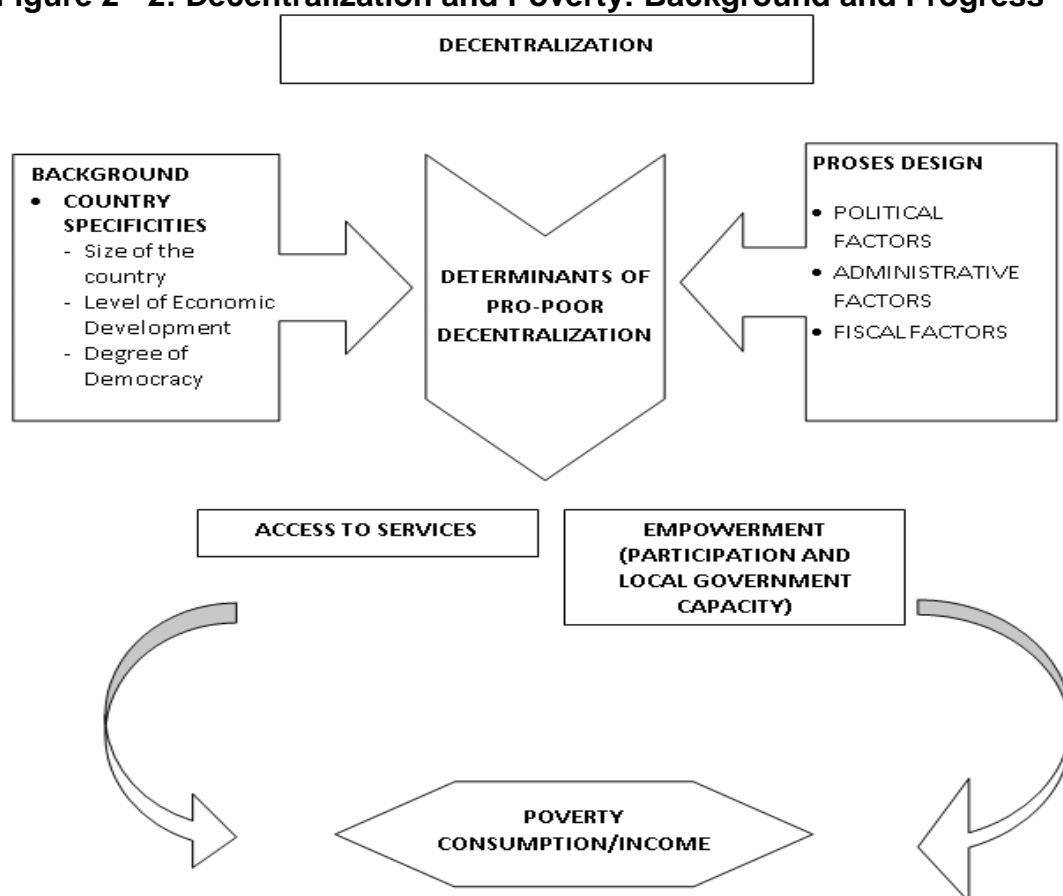 Figure 2 - 2: Decentralization and Poverty: Background and Progress
DECENTRALIZATION
BACKGROUND
• COUNTRY
SPECIFICITIES
- Size of the
country
- Level of Economic
Development
- Degree of
Democracy
DETERMINANTS OF
PRO-POOR
DECENTRALIZATION
PROSES DESIGN
• POLITICAL
FACTORS
• ADMINISTRATIVE
FACTORS
• FISCAL FACTORS
ACCESS TO SERVICES
EMPOWERMENT
(PARTICIPATION AND
LOCAL GOVERNMENT
CAPACITY)
POVERTY
CONSUMPTION/INCOME